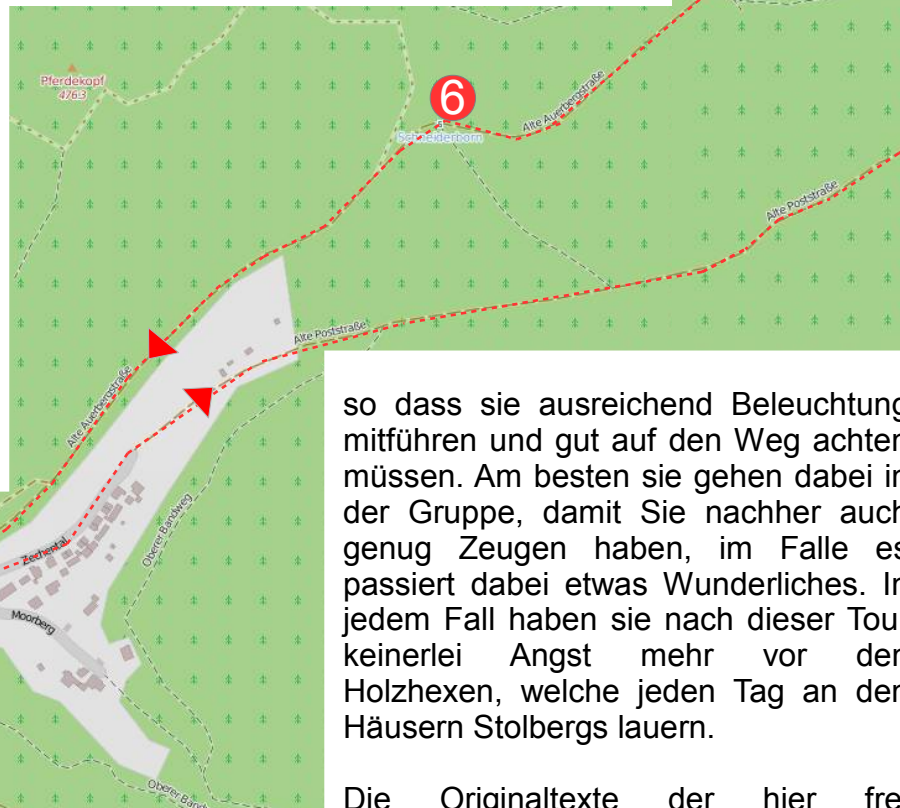 Pferdekopf
476.3
6
Schneiderborn
Alte Auerbergstraße
Alte Poststraße
Alte Poststraße
Alte Auerbergstraße
Oberer Bandweg
Zechental
Moorberg
Oberer Bandw
so dass sie ausreichend Beleuchtung
mitführen und gut auf den Weg achten
müssen. Am besten sie gehen dabei in
der Gruppe, damit Sie nachher auch
genug Zeugen haben, im Falle es
passiert dabei etwas Wunderliches. In
jedem Fall haben sie nach dieser Tour
keinerlei Angst mehr vor den
Holzhexen, welche jeden Tag an den
Häusern Stolbergs lauern.
Die Originaltexte der hier fre